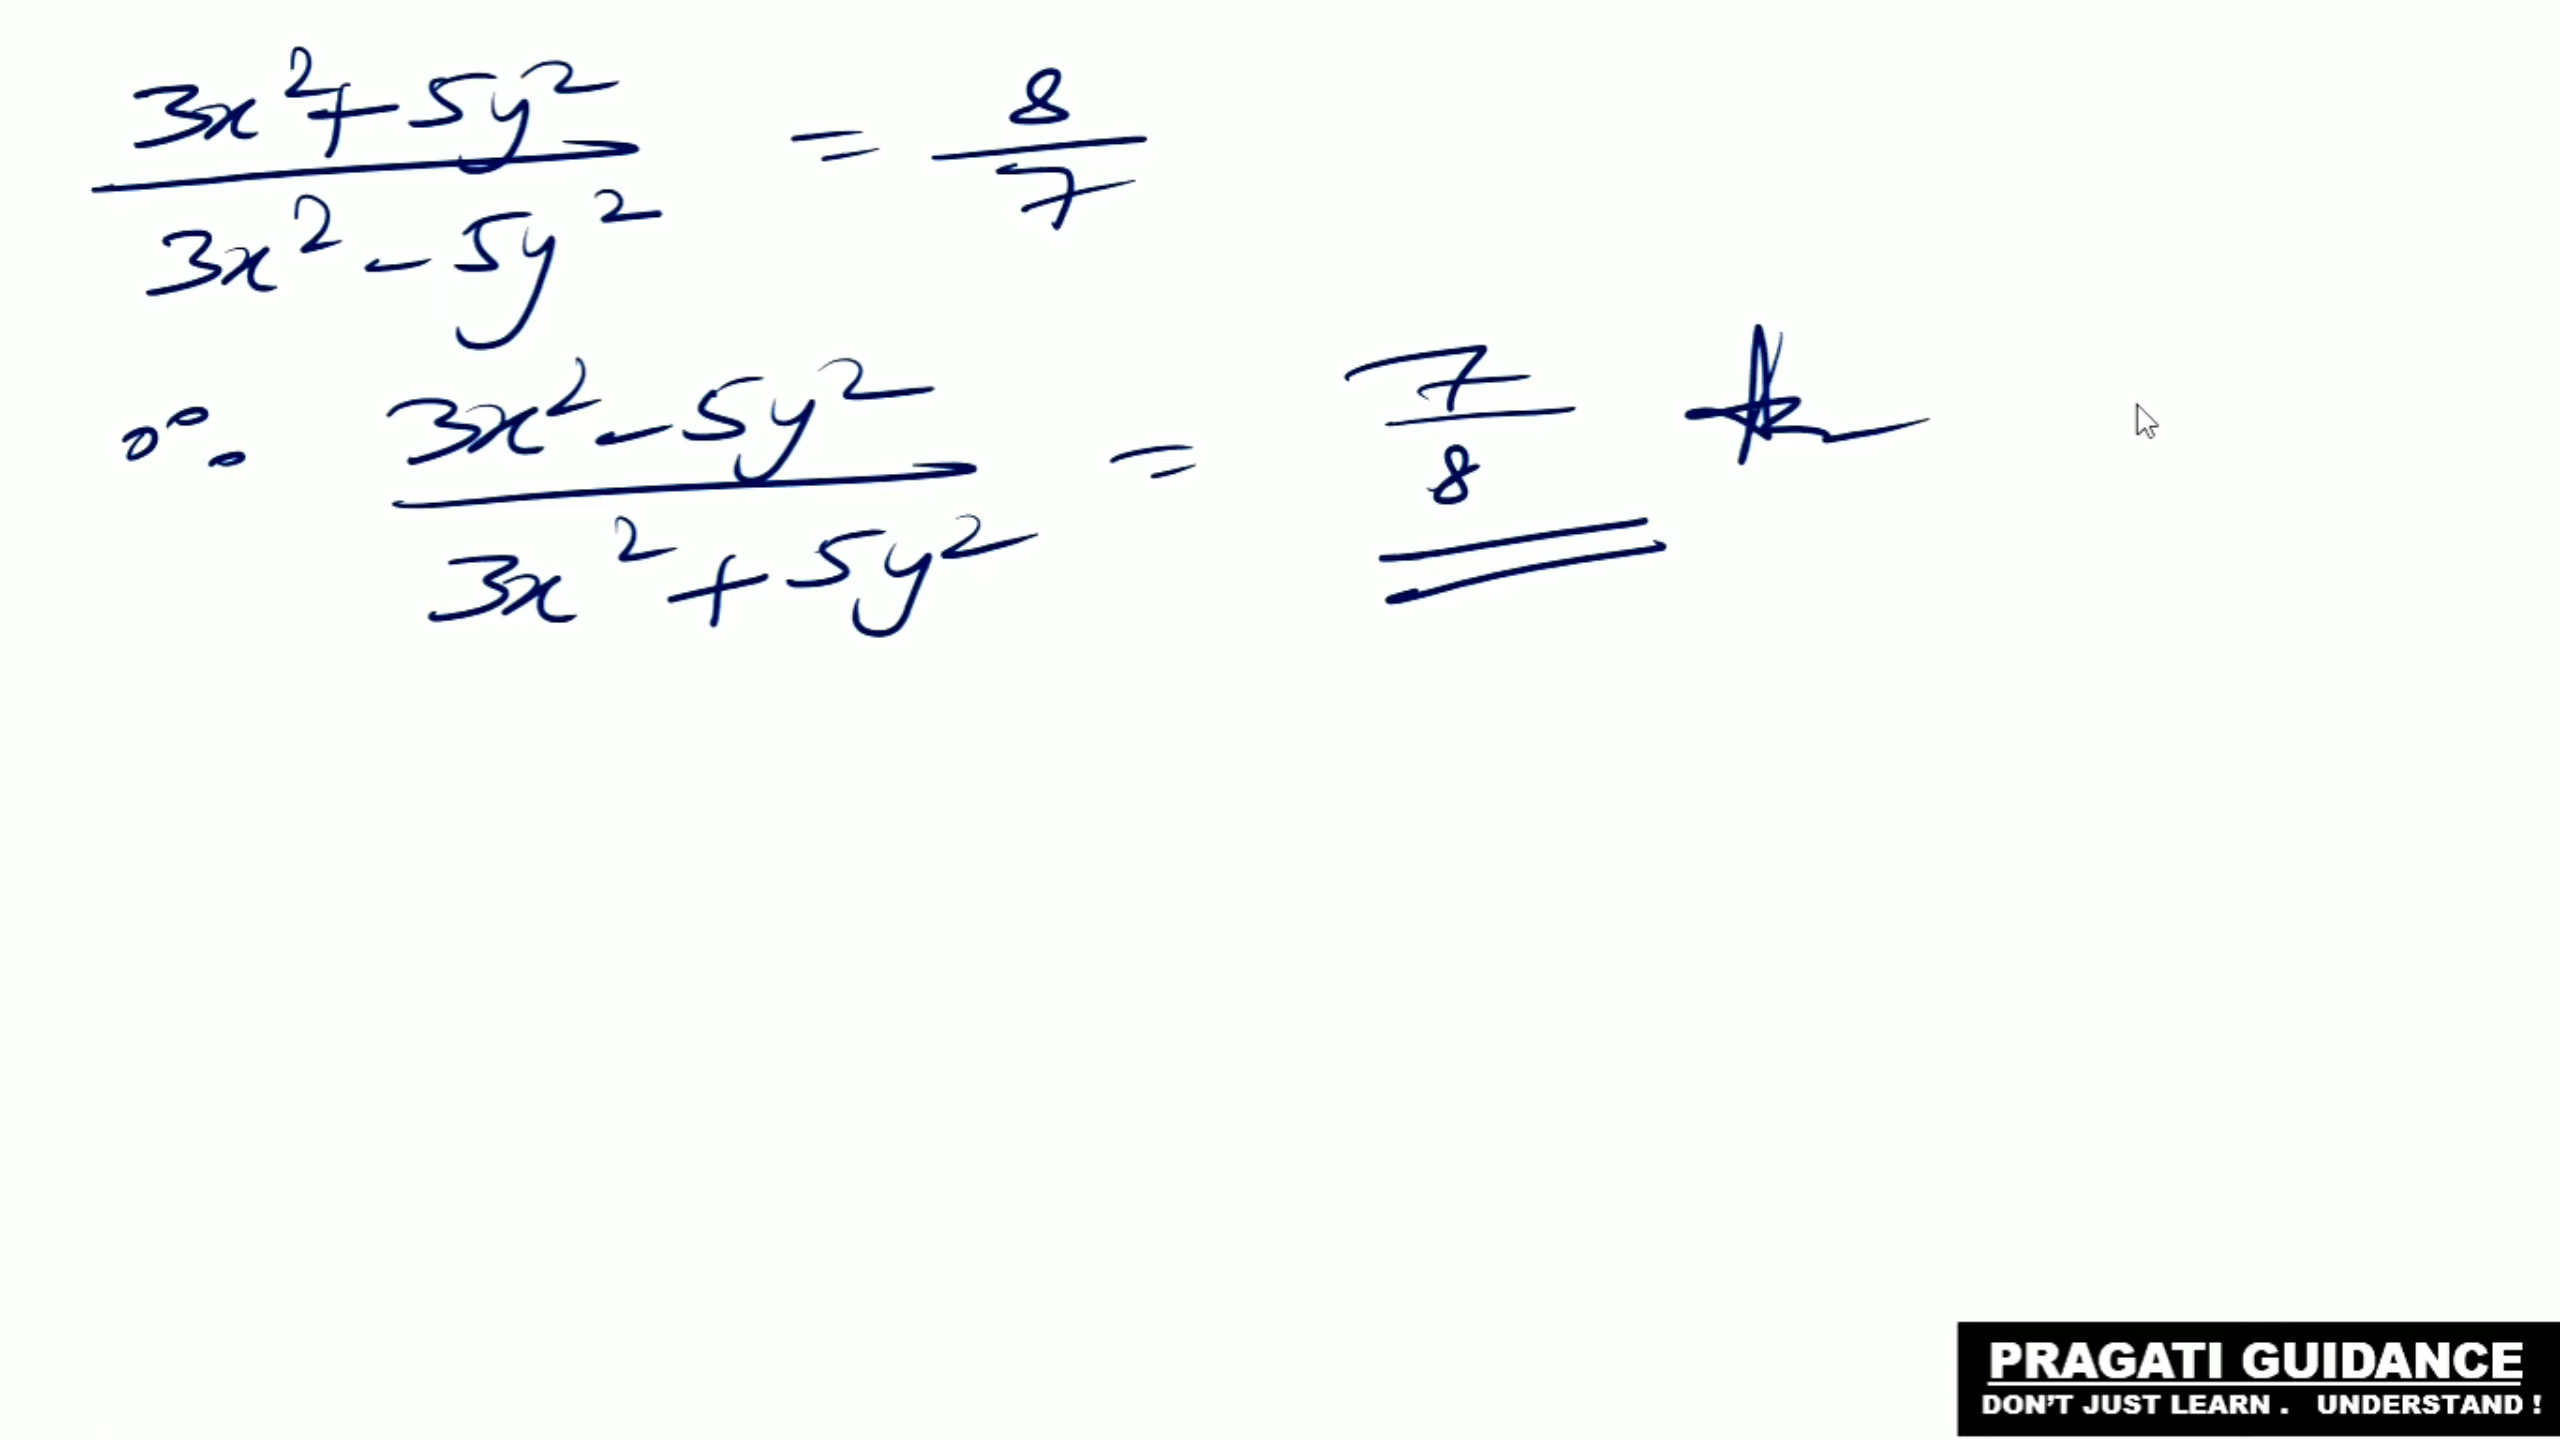 3x²+5y² = 8
3x²-5y² 7
∴ 3x²-5y² = 7
3x²+5y² 8
PRAGATI GUIDANCE
DON'T JUST LEARN. UNDERSTAND!